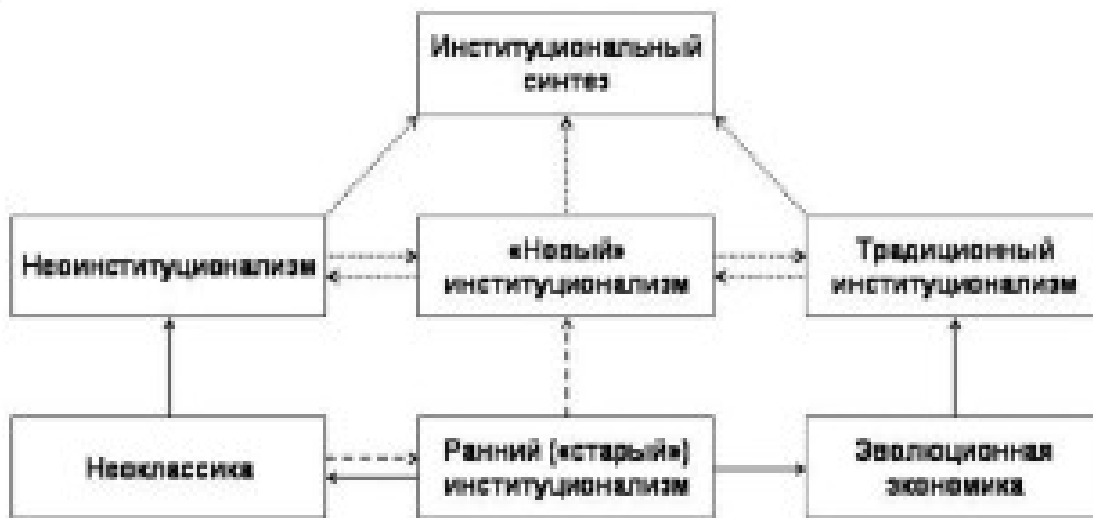 Институциональный
синтез
Неоинституционализм
«Новый»
институционализм
Традиционный
институционализм
Неоклассика
Ранний («старый»)
институционализм
Эволюционная
экономика